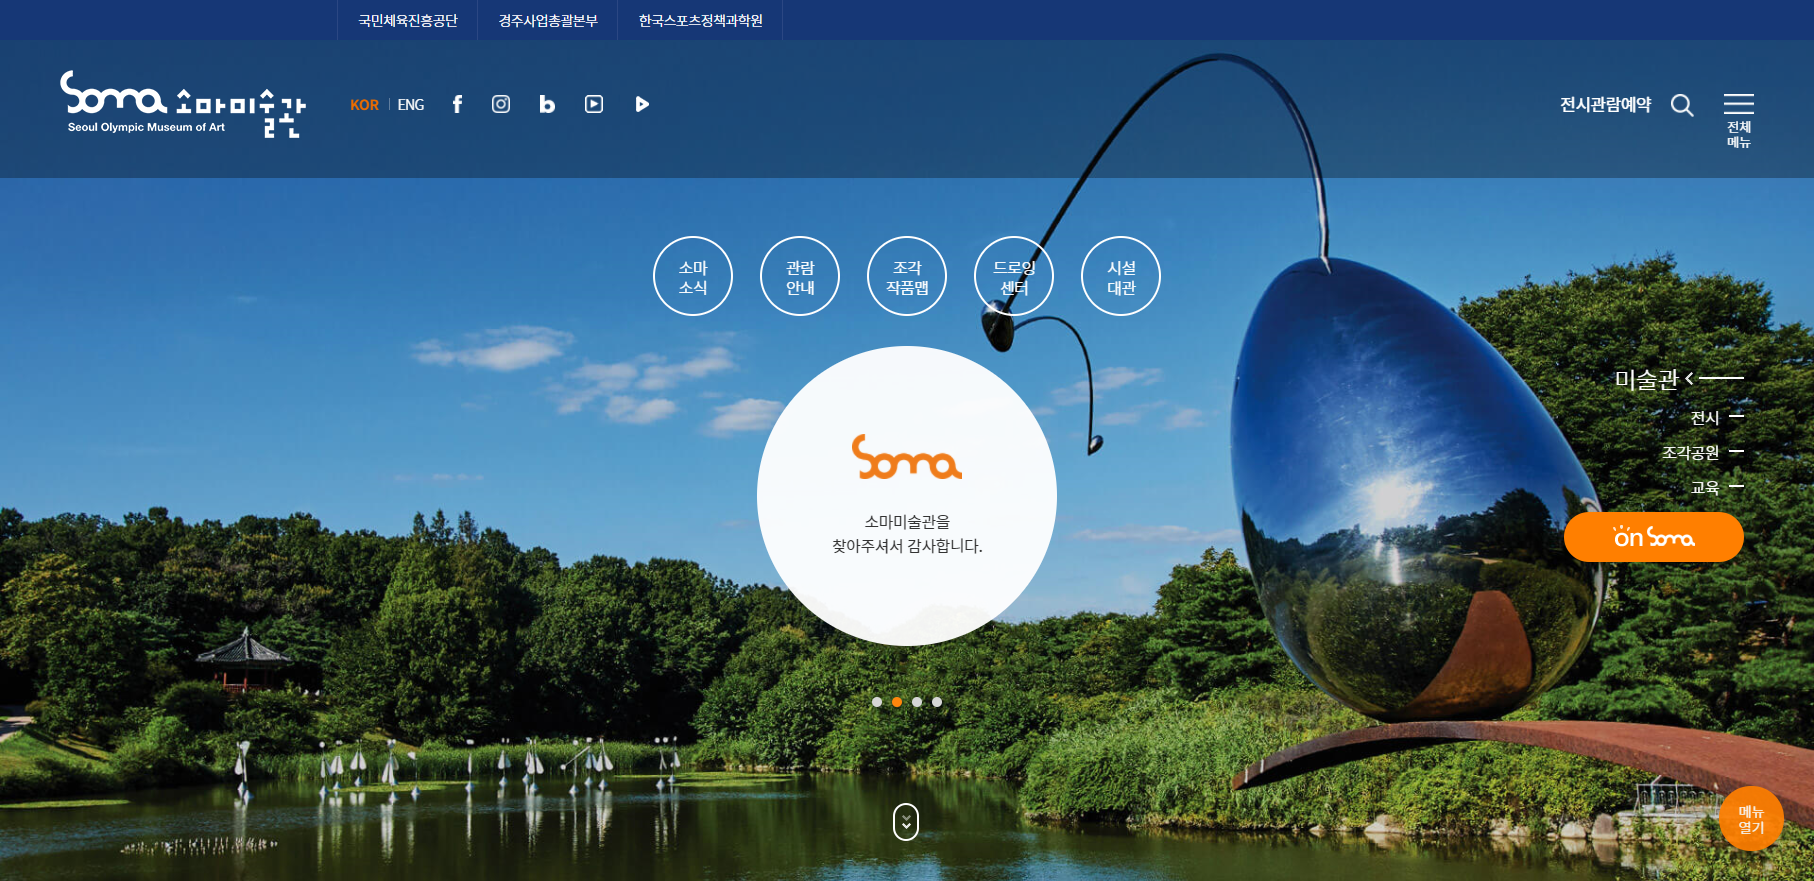 국민체육진흥공단
경주사업총괄본부
한국스포츠정책과학원
Soma 소마미술관
Seoul Olympic Museum of Art
KOR
ENG
전시관람예약
전체
메뉴
소마
소식
관람
안내
조각
작품맵
드로잉
센터
시설
대관
Soma
소마미술관을
찾아주셔서 감사합니다.
미술관
전시
조각공원
교육
on Soma
메뉴
열기